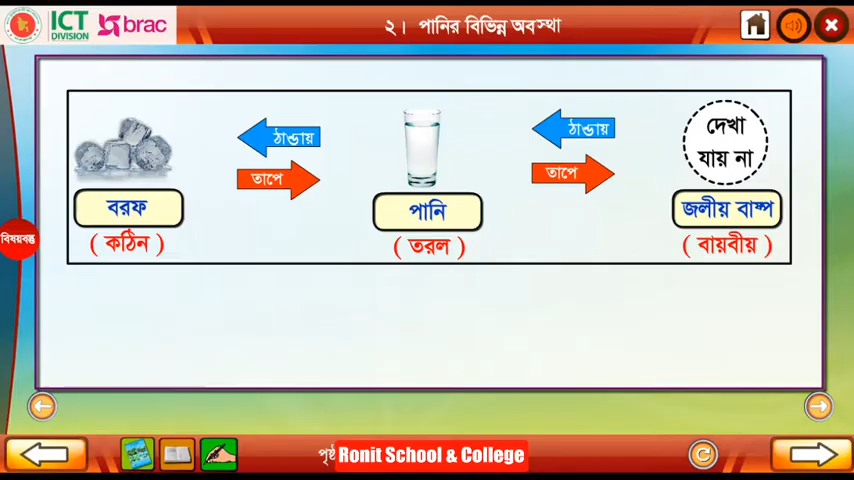 ICT
DIVISION
brac
২। পানির বিভিন্ন অবস্থা
ঠাণ্ডায়
তাপে
ঠাণ্ডায়
তাপে
দেখা
যায় না
বরফ
পানি
জলীয় বাষ্প
( কঠিন )
( তরল )
( বায়বীয় )
বিষয়বস্তু
Ronit School & College